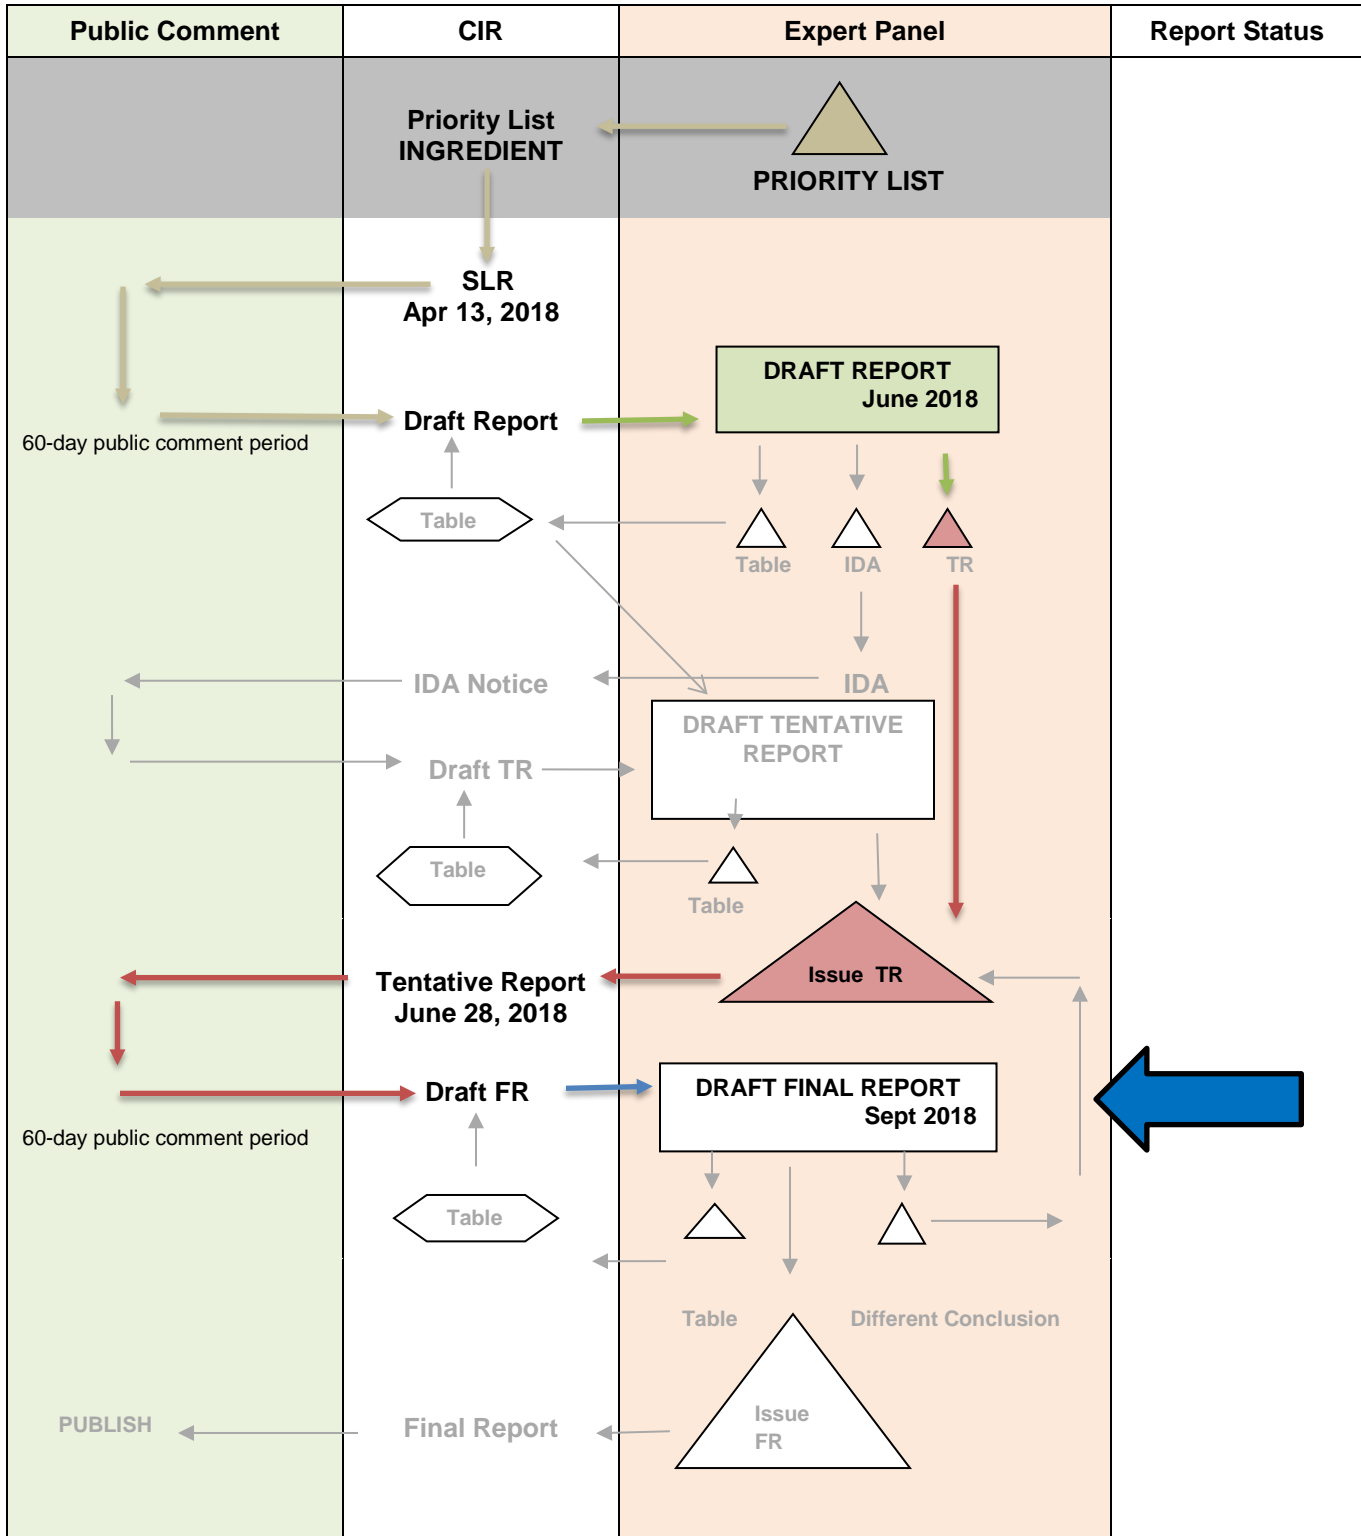 Public Comment
CIR
Expert Panel
Report Status
Priority List
INGREDIENT
PRIORITY LIST
SLR
Apr 13, 2018
DRAFT REPORT
June 2018
Draft Report
60-day public comment period
Table
Table
IDA
TR
IDA Notice
IDA
DRAFT TENTATIVE
REPORT
Draft TR
Table
Table
Issue TR
Tentative Report
June 28, 2018
DRAFT FINAL REPORT
Sept 2018
Draft FR
60-day public comment period
Table
Table
Different Conclusion
Issue
FR
Final Report
PUBLISH